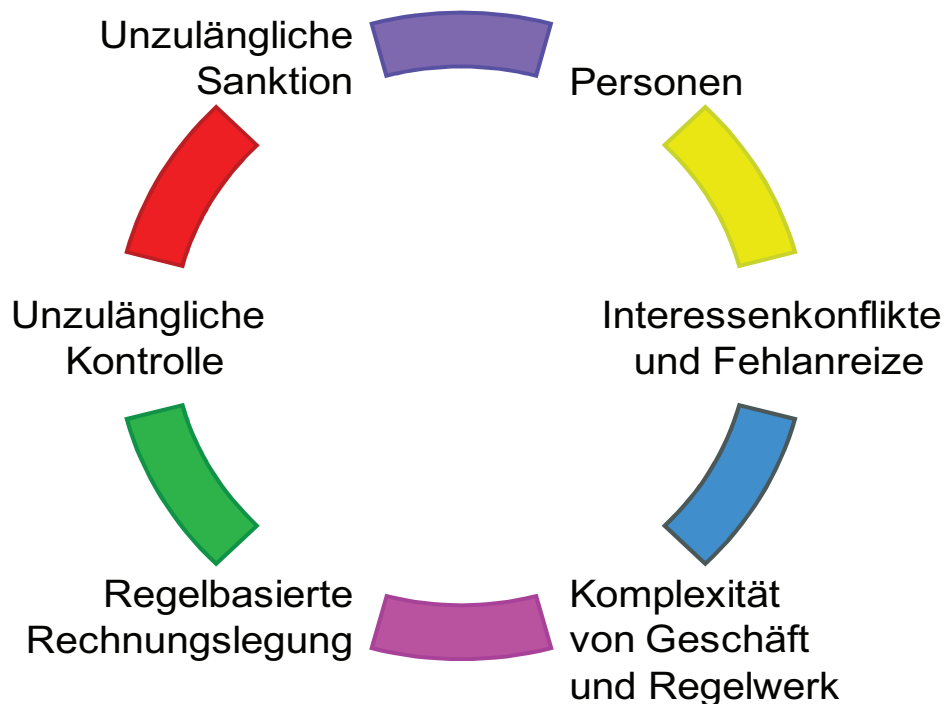 Unzulängliche
Sanktion
Personen
Interessenkonflikte
und Fehlanreize
Komplexität
von Geschäft
und Regelwerk
Regelbasierte
Rechnungslegung
Unzulängliche
Kontrolle